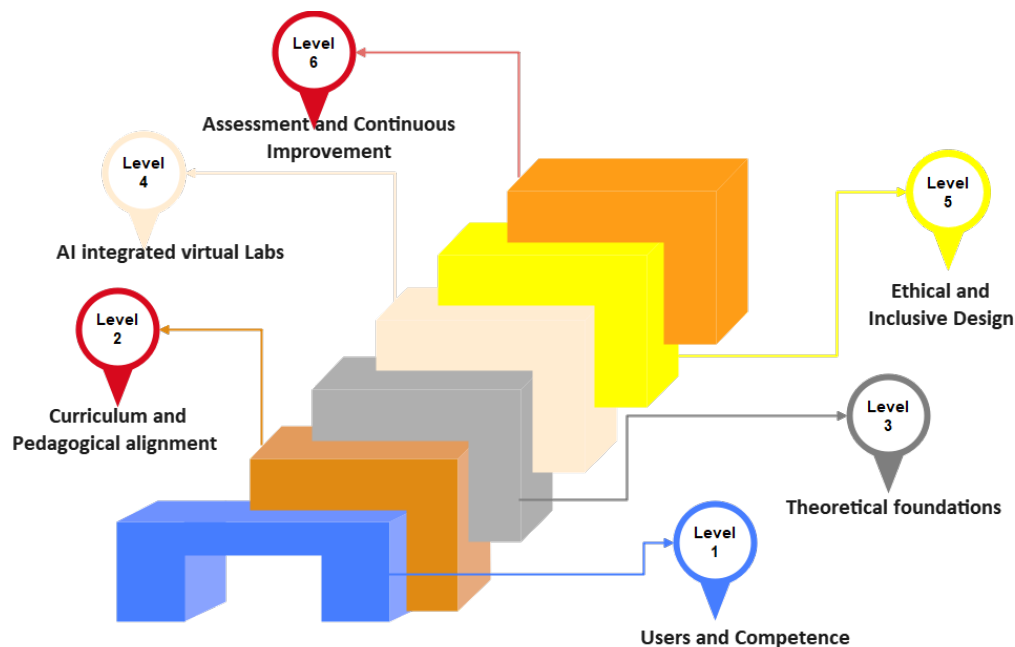 Level
6
Assessment and Continuous
Improvement
Level
4
AI integrated virtual Labs
Level
5
Ethical and
Inclusive Design
Level
2
Curriculum and
Pedagogical alignment
Level
3
Theoretical foundations
Level
1
Users and Competence